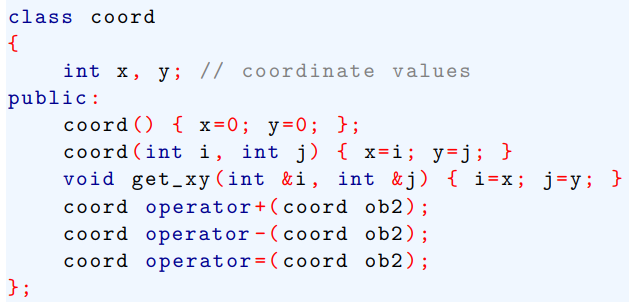 class coord
{
int x, y; // coordinate values
public:
coord() { x=0; y=0; };
coord(int i, int j) { x=i; y=j; }
void get_xy(int &i, int &j) { i=x; j=y; }
coord operator+(coord ob2);
coord operator-(coord ob2);
coord operator=(coord ob2);
};